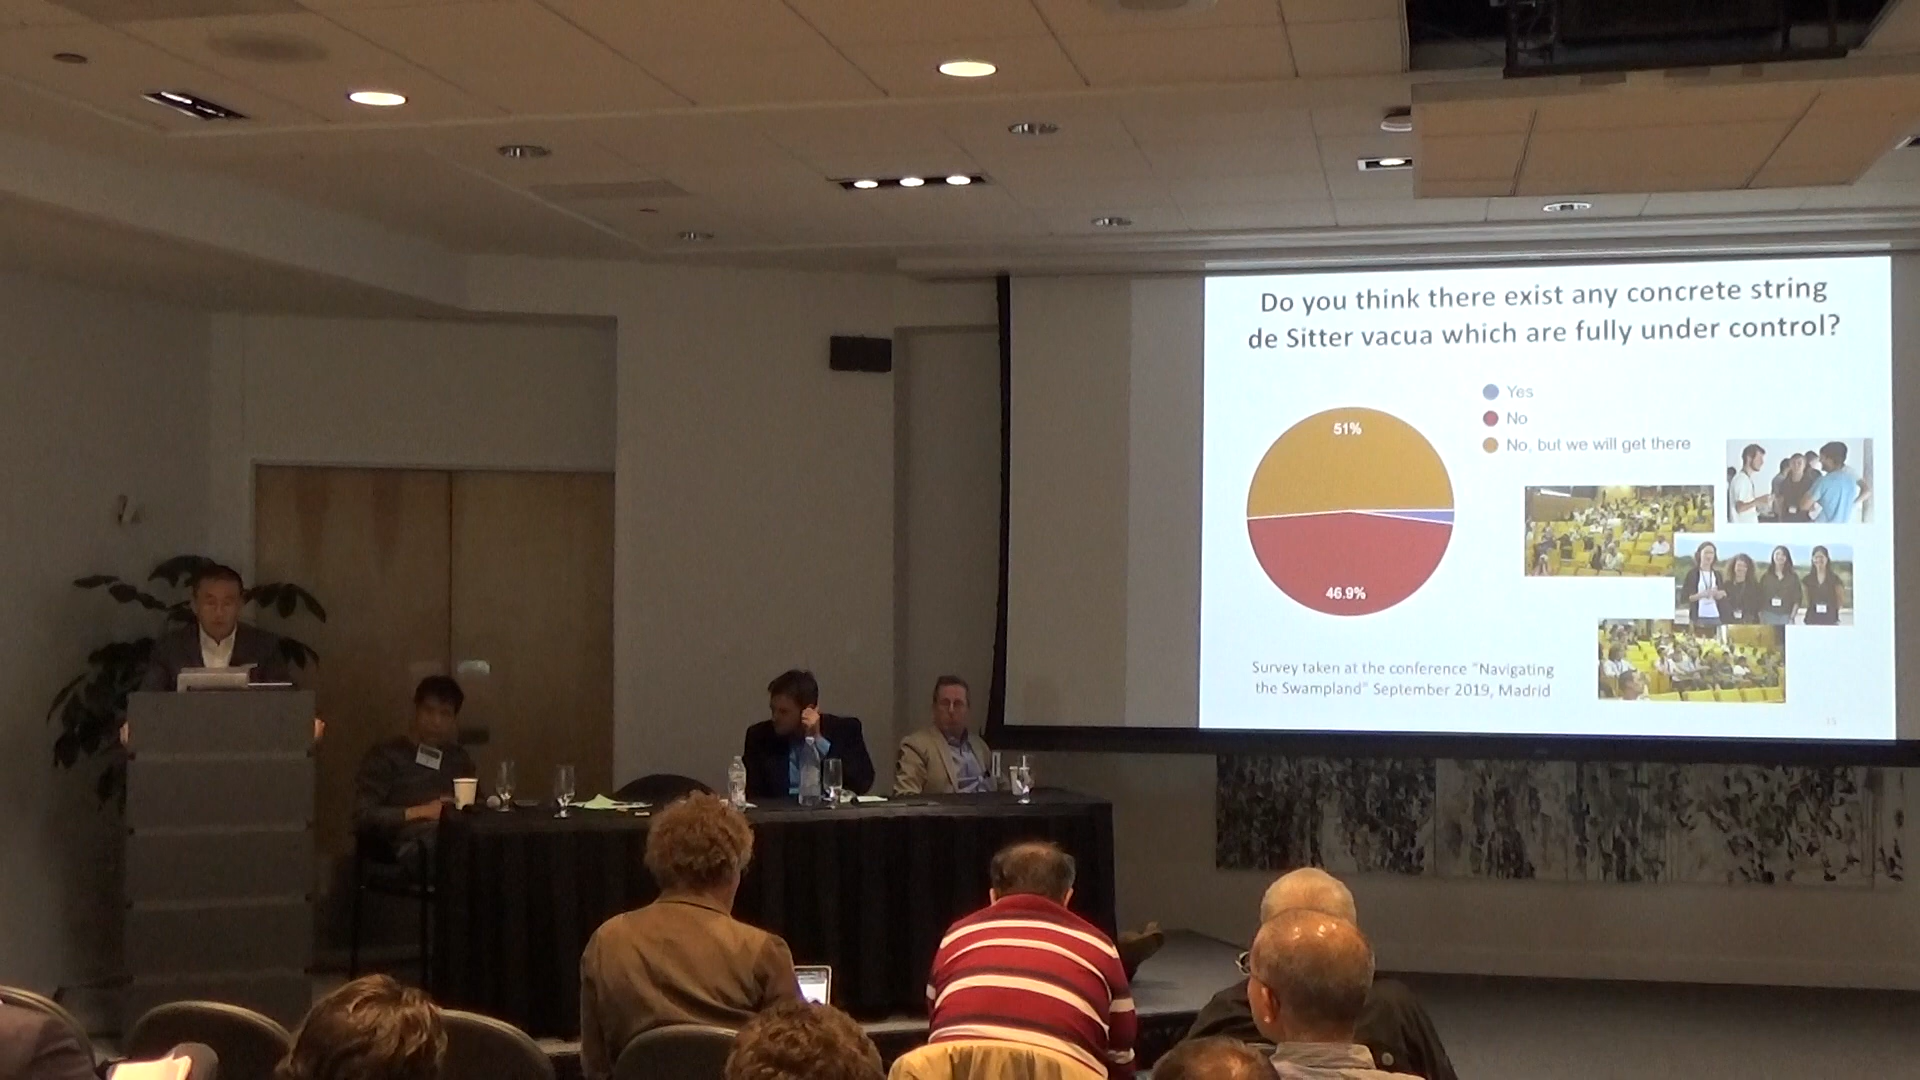 Do you think there exist any concrete string
de Sitter vacua which are fully under control?
Yes
No
No, but we will get there
51%
46.9%
Survey taken at the conference "Navigating
the Swampland" September 2019, Madrid